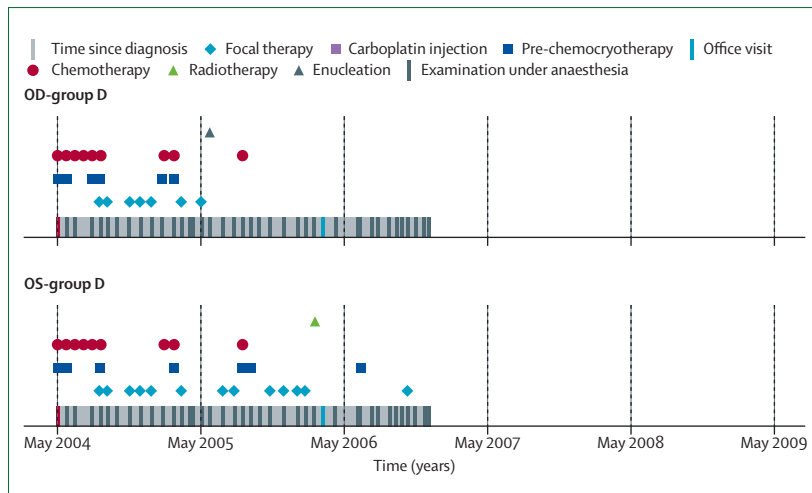 Time since diagnosis Focal therapy Carboplatin injection Pre-chemocryotherapy Office visit
Chemotherapy Radiotherapy Enucleation Examination under anaesthesia
OD-group D
OS-group D
May 2004 May 2005 May 2006 May 2007 May 2008 May 2009
Time (years)